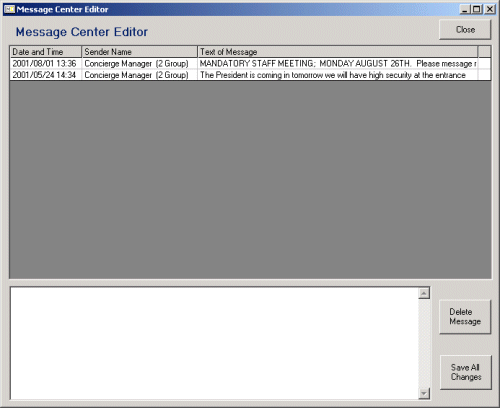 Message Center Editor
Message Center Editor
Close
Date and Time Sender Name Text of Message
2001/08/01 13:36 Concierge Manager (2 Group) MANDATORY STAFF MEETING; MONDAY AUGUST 26TH. Please message
2001/05/24 14:34 Concierge Manager (2 Group) The President is coming in tomorrow we will have high security at the entrance
Delete
Message
Save All
Changes